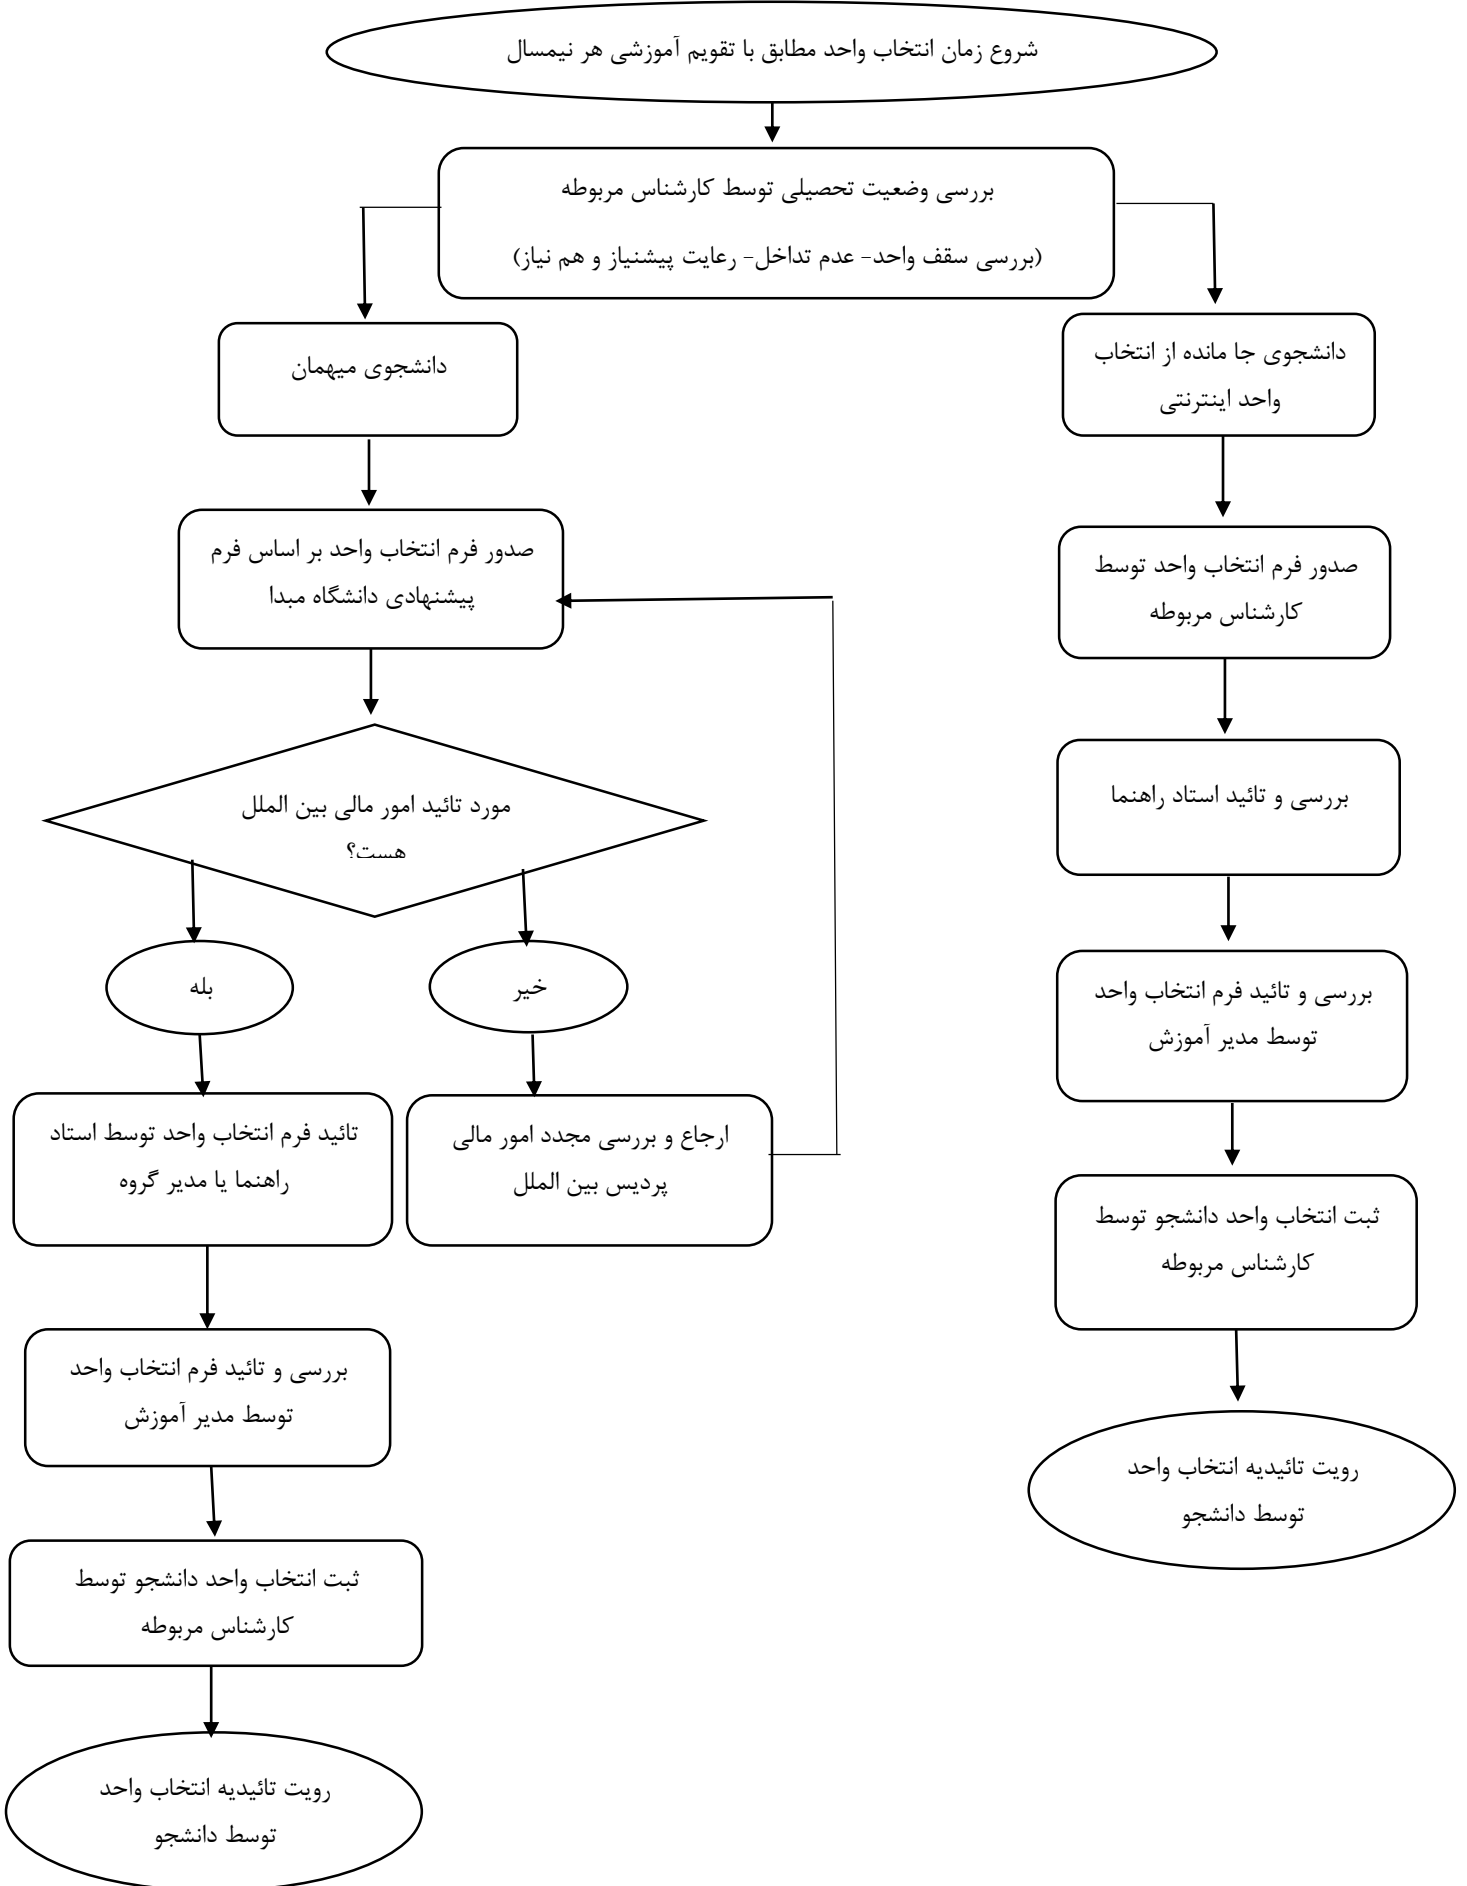 شروع زمان انتخاب واحد مطابق با تقویم آموزشی هر نیمسال
بررسی وضعیت تحصیلی توسط کارشناس مربوطه
(بررسی سقف واحد- عدم تداخل- رعایت پیشنیاز و هم نیاز)
دانشجوی جا مانده از انتخاب
واحد اینترنتی
صدور فرم انتخاب واحد توسط
کارشناس مربوطه
بررسی و تائید استاد راهنما
بررسی و تائید فرم انتخاب واحد
توسط مدیر آموزش
ثبت انتخاب واحد دانشجو توسط
کارشناس مربوطه
رویت تائیدیه انتخاب واحد
توسط دانشجو
دانشجوی میهمان
صدور فرم انتخاب واحد بر اساس فرم
پیشنهادی دانشگاه مبدا
مورد تائید امور مالی بین الملل
هست؟
خیر
ارجاع و بررسی مجدد امور مالی
پردیس بین الملل
بله
تائید فرم انتخاب واحد توسط استاد
راهنما یا مدیر گروه
بررسی و تائید فرم انتخاب واحد
توسط مدیر آموزش
ثبت انتخاب واحد دانشجو توسط
کارشناس مربوطه
رویت تائیدیه انتخاب واحد
توسط دانشجو